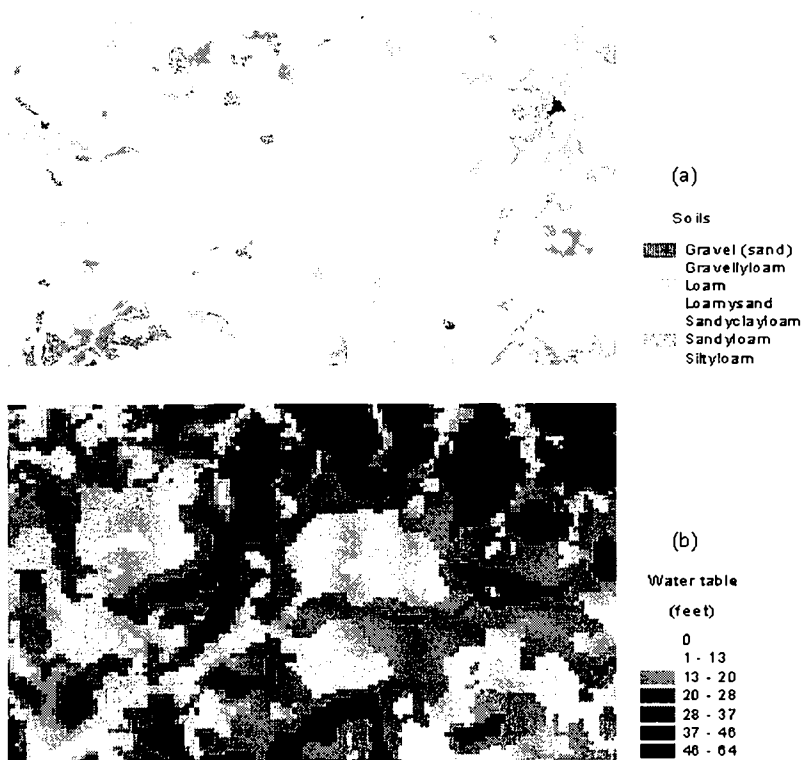 (a)
Soils
Gravel (sand)
Gravellyloam
Loam
Loamysand
Sandyclayloam
Sandyloam
Siltyloam
(b)
Water table
(feet)
0
1 - 13
13 - 20
20 - 28
28 - 37
37 - 46
46 - 64